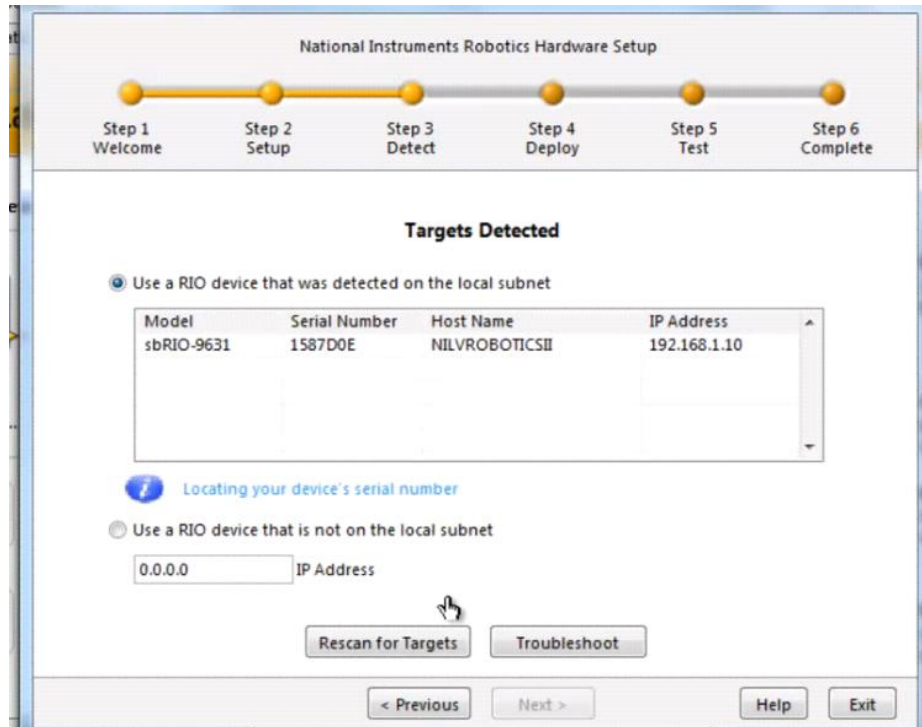 National Instruments Robotics Hardware Setup
Step 1 Step 2 Step 3 Step 4 Step 5 Step 6
Welcome Setup Detect Deploy Test Complete
Targets Detected
Use a RIO device that was detected on the local subnet
Model Serial Number Host Name IP Address
sbRIO-9631 1587D0E NILVROBOTICSII 192.168.1.10
Locating your device's serial number
Use a RIO device that is not on the local subnet
0.0.0.0 IP Address
Rescan for Targets Troubleshoot
< Previous Next > Help Exit